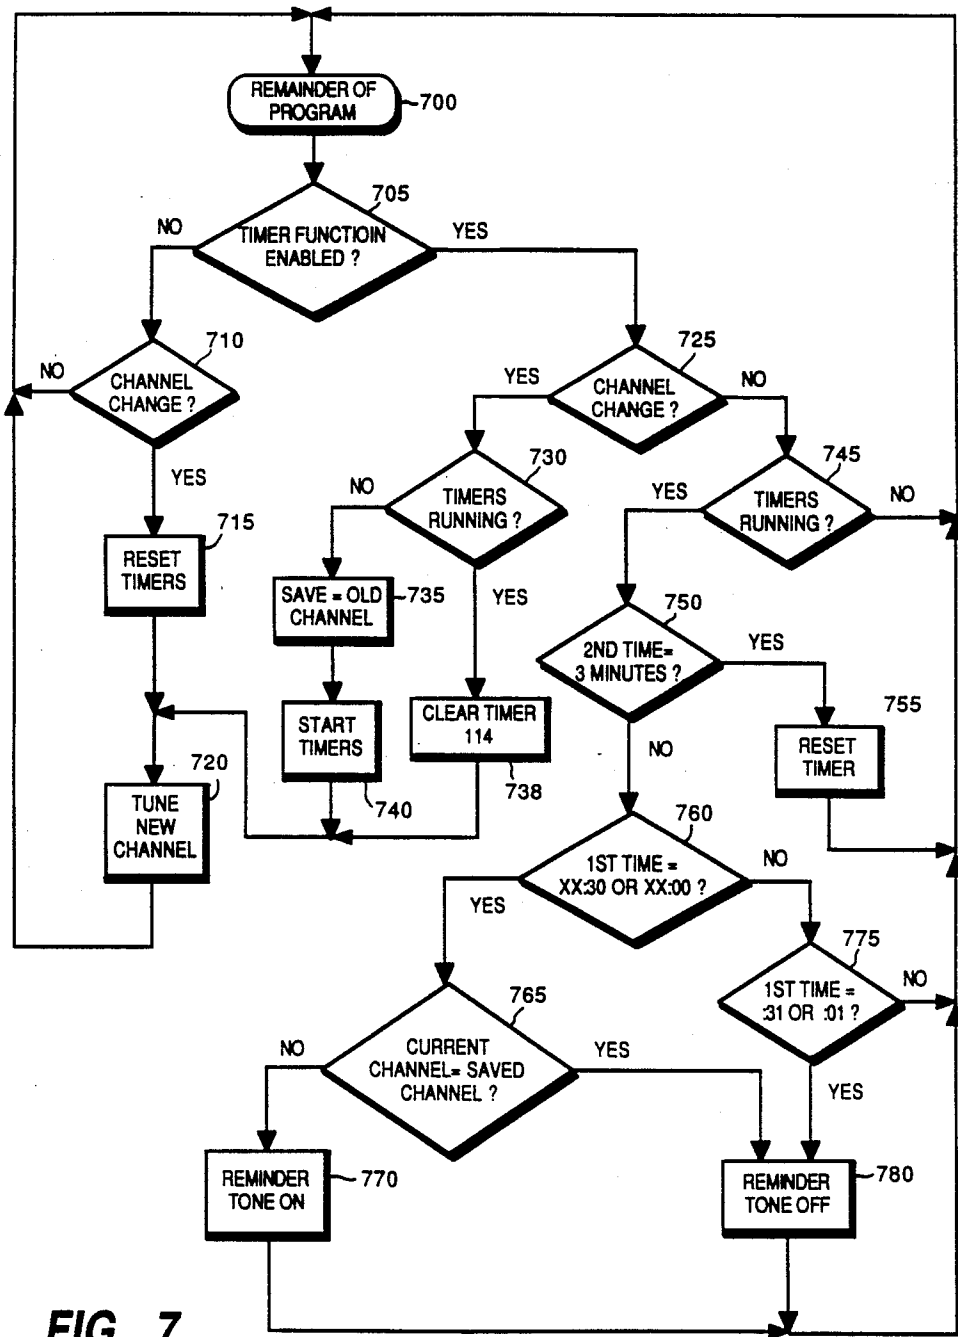 REMAINDER OF
PROGRAM
700
705
TIMER FUNCTIOIN
ENABLED ?
NO
YES
710
CHANNEL
CHANGE ?
NO
YES
725
CHANNEL
CHANGE ?
YES
NO
730
TIMERS
RUNNING ?
NO
YES
745
TIMERS
RUNNING ?
YES
NO
715
RESET
TIMERS
SAVE = OLD
CHANNEL
735
750
2ND TIME=
3 MINUTES ?
YES
NO
START
TIMERS
740
CLEAR TIMER
114
738
755
RESET
TIMER
720
TUNE
NEW
CHANNEL
760
1ST TIME =
XX:30 OR XX:00 ?
YES
NO
775
1ST TIME =
:31 OR :01 ?
NO
YES
765
CURRENT
CHANNEL= SAVED
CHANNEL ?
NO
YES
REMINDER
TONE ON
770
REMINDER
TONE OFF
780
FIG. 7